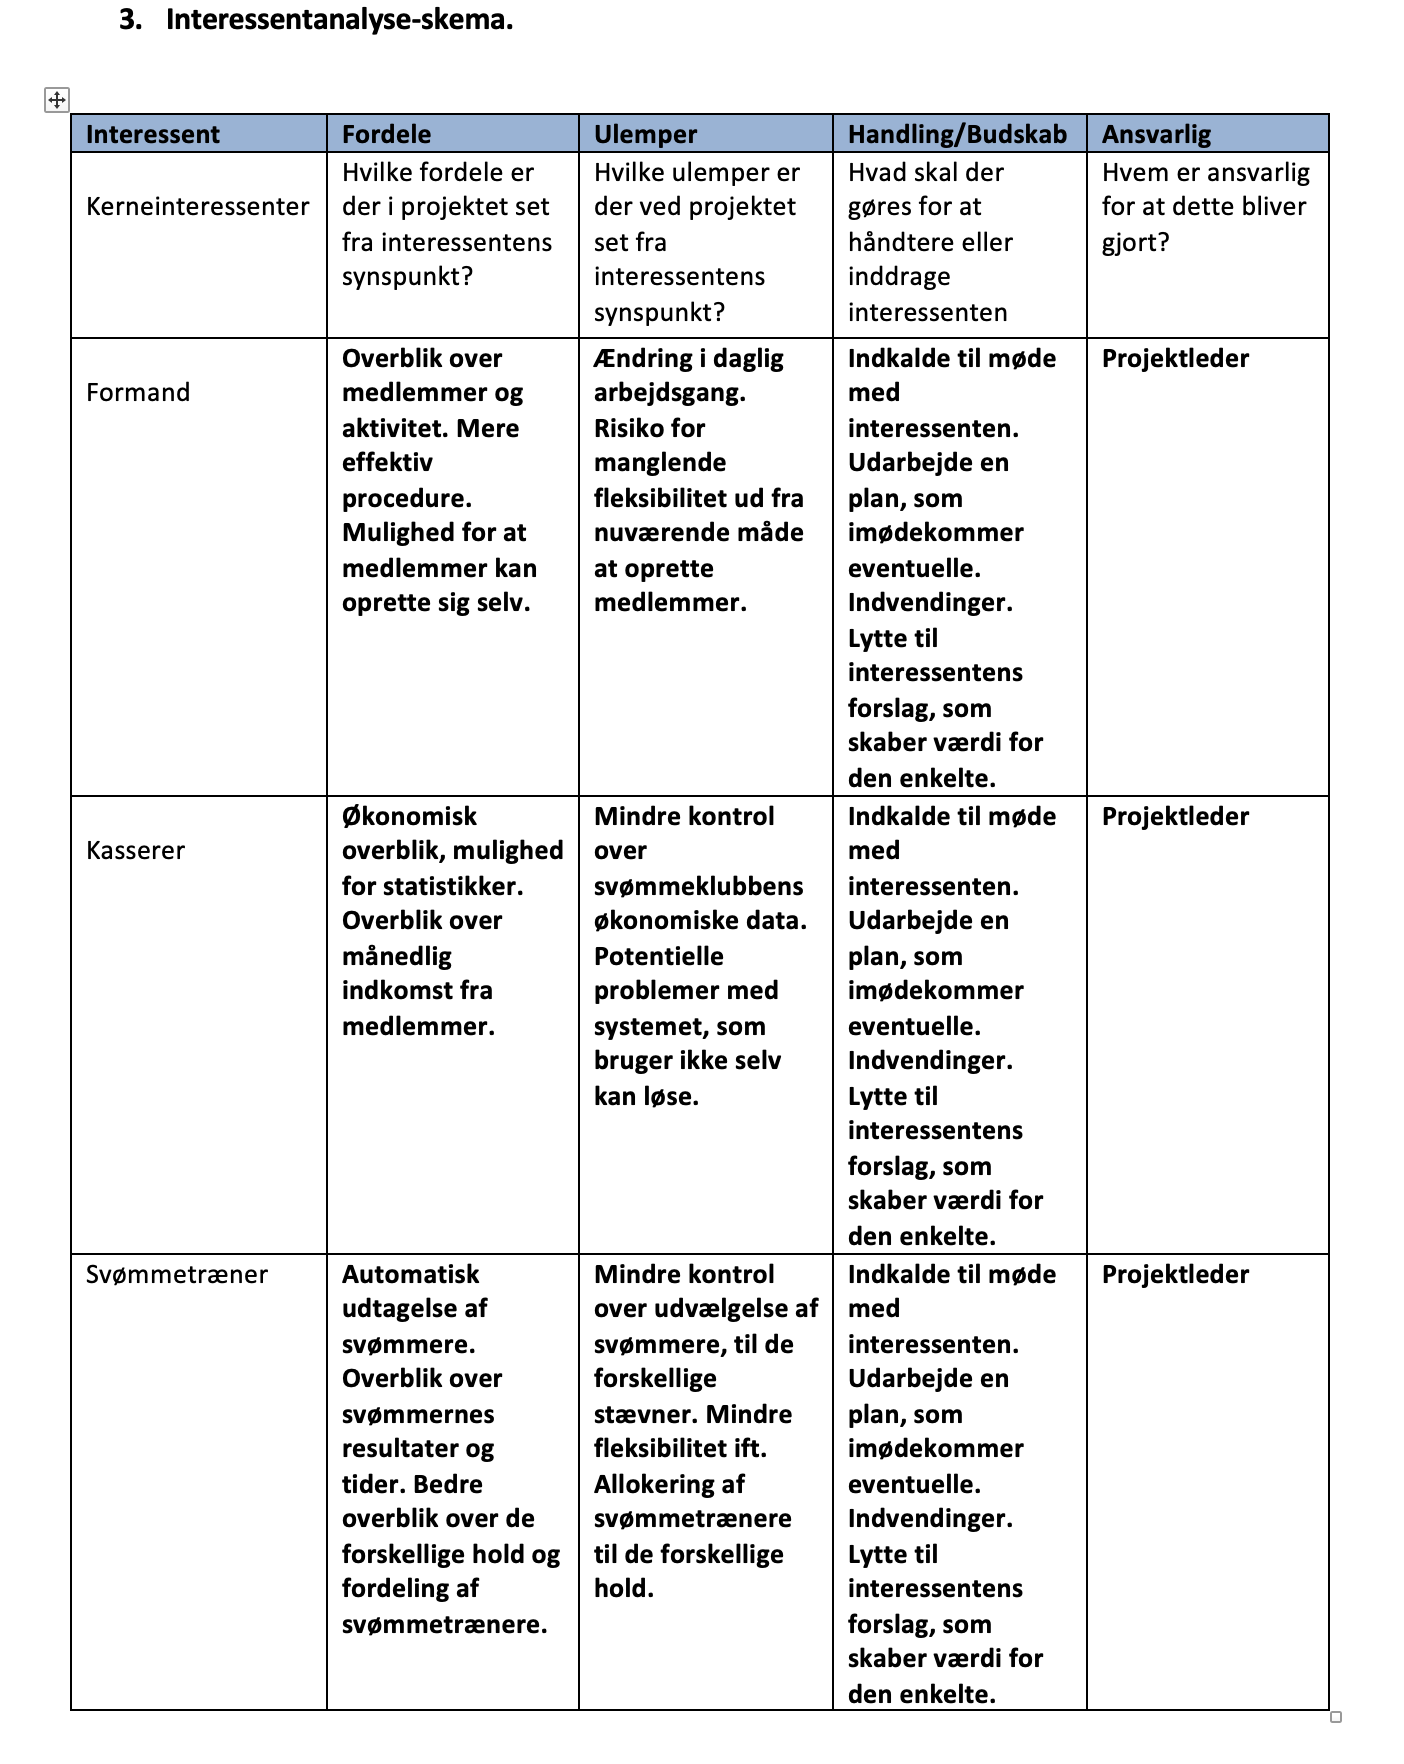 3. Interessentanalyse-skema.
Interessent
Fordele
Ulemper
Handling/Budskab
Ansvarlig
Kerneinteressenter
Hvilke fordele er
der i projektet set
fra interessentens
synspunkt?
Hvilke ulemper er
der ved projektet
set fra
interessentens
synspunkt?
Hvad skal der
gøres for at
håndtere eller
inddrage
interessenten
Hvem er ansvarlig
for at dette bliver
gjort?
Formand
Overblik over
medlemmer og
aktivitet. Mere
effektiv
procedure.
Mulighed for at
medlemmer kan
oprette sig selv.
Ændring i daglig
arbejdsgang.
Risiko for
manglende
fleksibilitet ud fra
nuværende måde
at oprette
medlemmer.
Indkalde til møde
med
interessenten.
Udarbejde en
plan, som
imødekommer
eventuelle.
Indvendinger.
Lytte til
interessentens
forslag, som
skaber værdi for
den enkelte.
Projektleder
Kasserer
Økonomisk
overblik, mulighed
for statistikker.
Overblik over
månedlig
indkomst fra
medlemmer.
Mindre kontrol
over
svømmeklubbens
økonomiske data.
Potentielle
problemer med
systemet, som
bruger ikke selv
kan løse.
Indkalde til møde
med
interessenten.
Udarbejde en
plan, som
imødekommer
eventuelle.
Indvendinger.
Lytte til
interessentens
forslag, som
skaber værdi for
den enkelte.
Projektleder
Svømmetræner
Automatisk
udtagelse af
svømmere.
Overblik over
svømmernes
resultater og
tider. Bedre
overblik over de
forskellige hold og
fordeling af
svømmetrænere.
Mindre kontrol
over udvælgelse af
svømmere, til de
forskellige
stævner. Mindre
fleksibilitet ift.
Allokering af
svømmetrænere
til de forskellige
hold.
Indkalde til møde
med
interessenten.
Udarbejde en
plan, som
imødekommer
eventuelle.
Indvendinger.
Lytte til
interessentens
forslag, som
skaber værdi for
den enkelte.
Projektleder